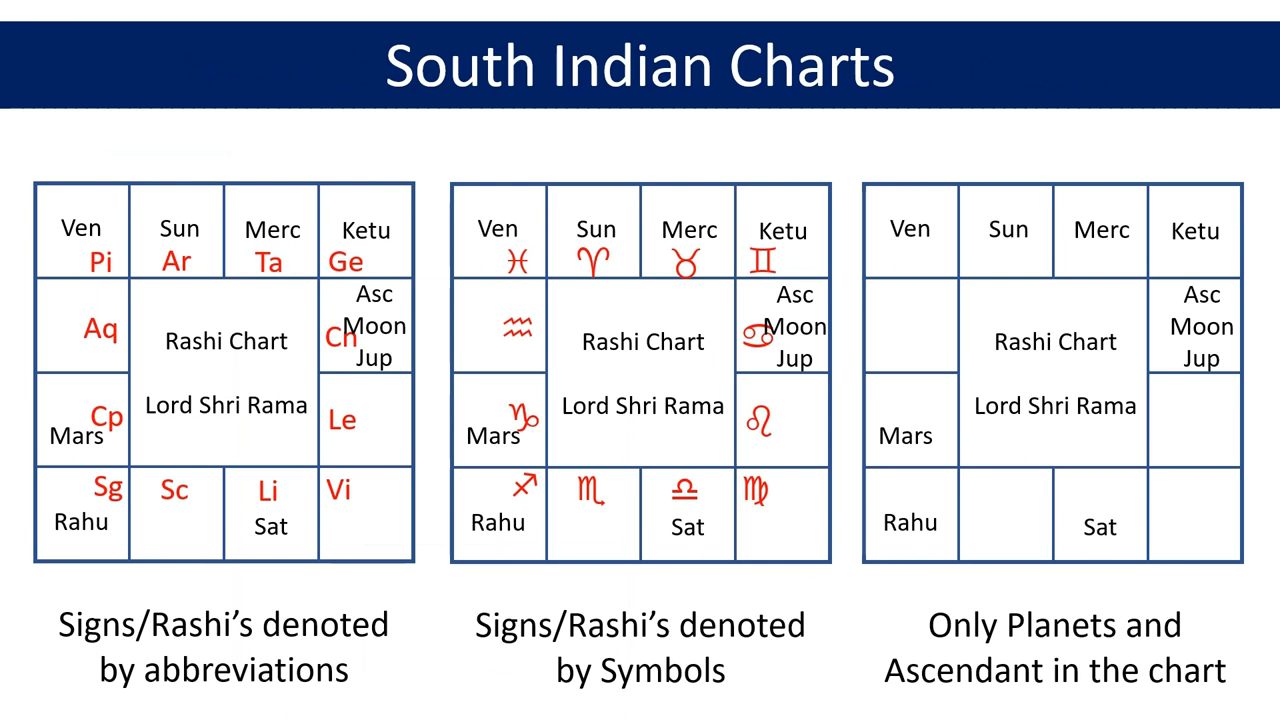 South Indian Charts
Ven
Pi
Sun
Ar
Merc
Ta
Ketu
Ge
Aq
Rashi Chart
Lord Shri Rama
Asc
Moon
Jup
Cn
Cp
Mars
Le
Sg
Rahu
Sc
Li
Sat
Vi
Signs/Rashi’s denoted
by abbreviations
Ven
♓
Sun
♈
Merc
♉
Ketu
♊
♒
Rashi Chart
Lord Shri Rama
Asc
Moon
Jup
♋
♑
Mars
♌
♐
Rahu
♏
♎
Sat
♍
Signs/Rashi’s denoted
by Symbols
Ven
Sun
Merc
Ketu
Rashi Chart
Lord Shri Rama
Asc
Moon
Jup
Mars
Rahu
Sat
Only Planets and
Ascendant in the chart